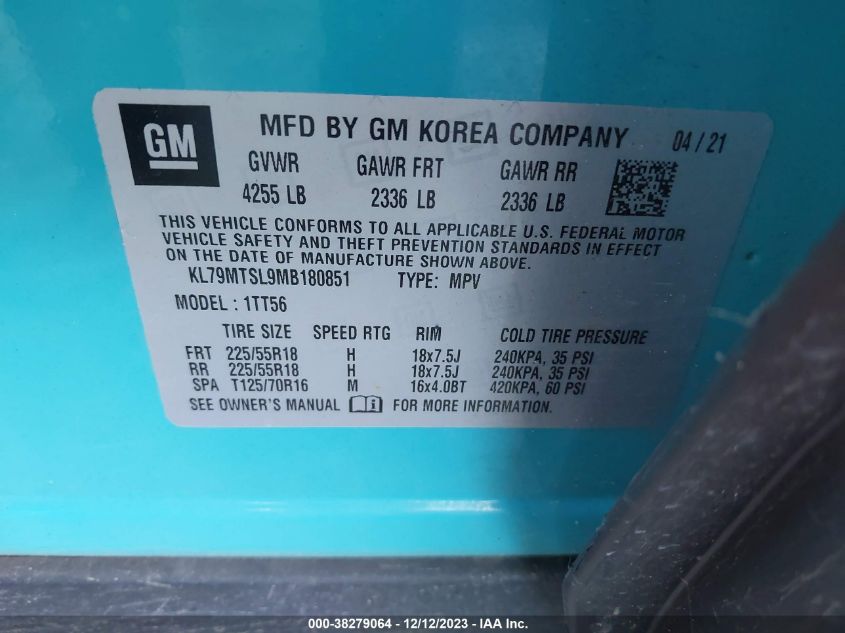 GM
MFD BY GM KOREA COMPANY 04 / 21
GVWR GAWR FRT GAWR RR
4255 LB 2336 LB 2336 LB
THIS VEHICLE CONFORMS TO ALL APPLICABLE U.S. FEDERAL MOTOR
VEHICLE SAFETY AND THEFT PREVENTION STANDARDS IN EFFECT
ON THE DATE OF MANUFACTURE SHOWN ABOVE.
KL79MTSL9MB180851 TYPE: MPV
MODEL : 1TT56
TIRE SIZE SPEED RTG RIM COLD TIRE PRESSURE
FRT 225/55R18 H 18x7.5J 240KPA, 35 PSI
RR 225/55R18 H 18x7.5J 240KPA, 35 PSI
SPA T125/70R16 M 16x4.0BT 420KPA, 60 PSI
SEE OWNER'S MANUAL FOR MORE INFORMATION.
000-38279064 - 12/12/2023 - IAA Inc.